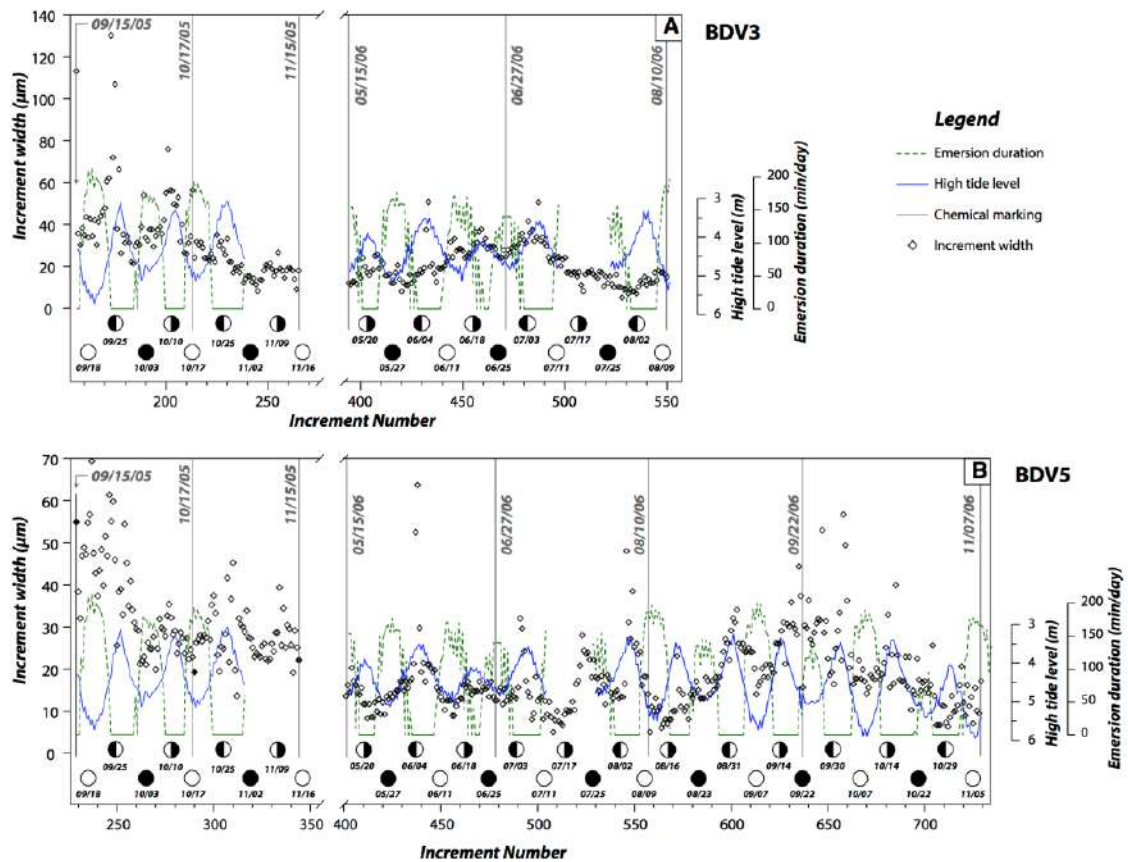 A BDV3
140
120
100
80
60
40
20
0
Increment width (µm)
09/15/05
10/17/05
11/15/05
05/15/06
06/27/06
08/10/06
Legend
Emersion duration
High tide level
Chemical marking
Increment width
3
4
5
6
High tide level (m)
200
150
100
50
0
Emersion duration (min/day)
09/25 10/10 10/25 11/09 05/20 06/04 06/18 07/03 07/17 08/02
09/18 10/03 10/17 11/02 11/16 05/27 06/11 06/25 07/11 07/25 08/09
200 250 400 450 500 550
Increment Number
B BDV5
70
60
50
40
30
20
10
0
Increment width (µm)
09/15/05
10/17/05
11/15/05
05/15/06
06/27/06
08/10/06
09/22/06
11/07/06
3
4
5
6
High tide level (m)
200
150
100
50
0
Emersion duration (min/day)
09/25 10/10 10/25 11/09 05/20 06/04 06/18 07/03 07/17 08/02 08/16 08/31 09/14 09/30 10/14 10/29
09/18 10/03 10/17 11/02 11/16 05/27 06/11 06/25 07/11 07/25 08/09 08/23 09/07 09/22 10/07 10/22 11/05
250 300 350 400 450 500 550 600 650 700
Increment Number